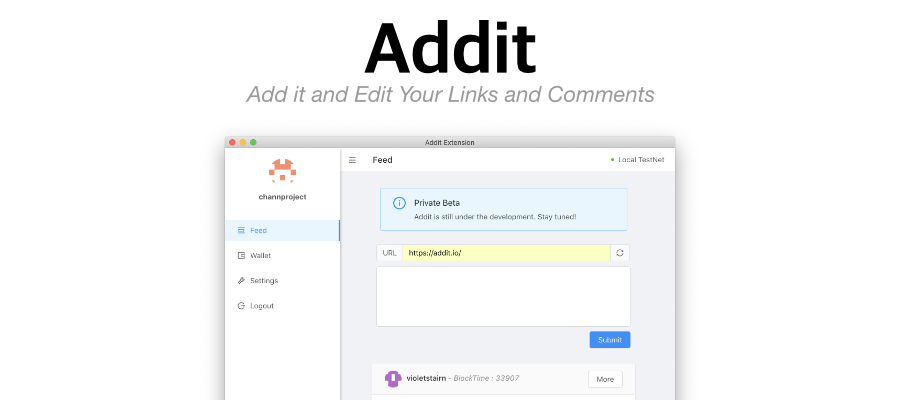 Addit
Add it and Edit Your Links and Comments
Addit Extension
channproject
Feed
Wallet
Settings
Logout
Feed
Local TestNet
Private Beta
Addit is still under the development. Stay tuned!
URL https://addit.io/
Submit
violetstairn - BlockTime : 33907
More